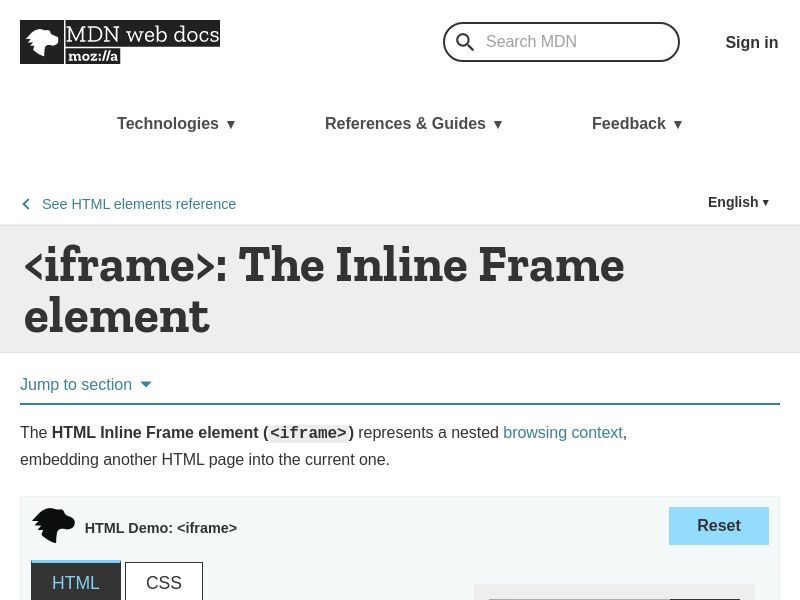 MDN web docs
moz://a
Search MDN
Sign in
Technologies ▼
References & Guides ▼
Feedback ▼
See HTML elements reference
English ▼
<iframe>: The Inline Frame
element
Jump to section
The HTML Inline Frame element (<iframe>) represents a nested browsing context,
embedding another HTML page into the current one.
HTML Demo: <iframe>
Reset
HTML
CSS